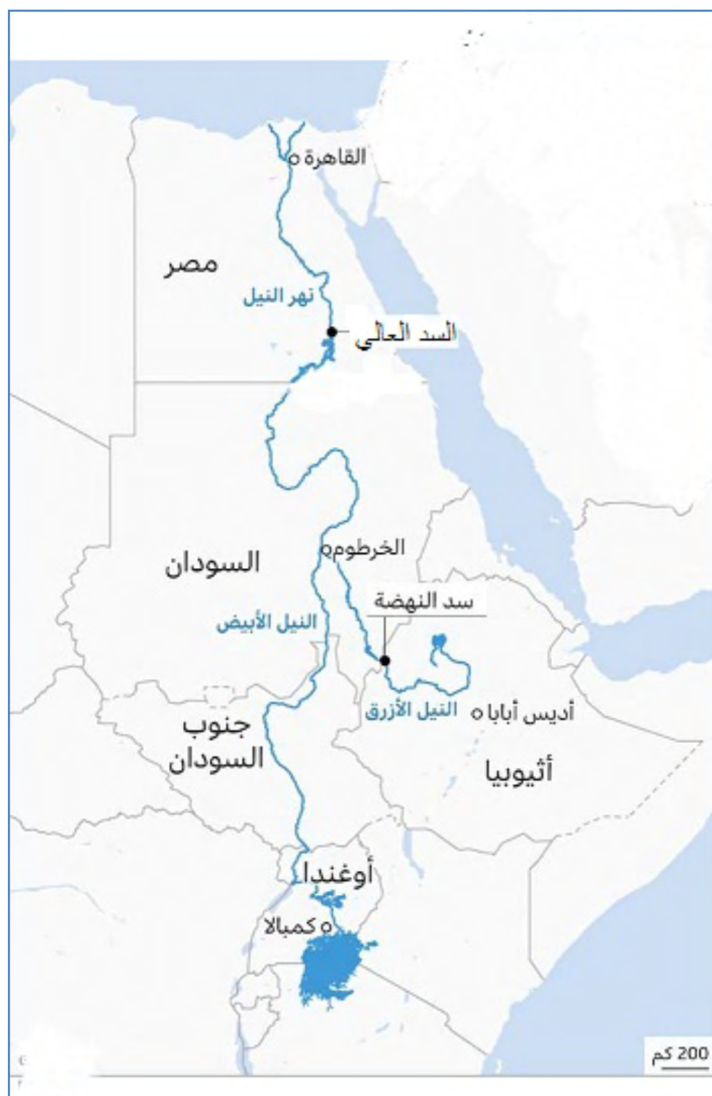 القاهرة
مصر
نهر النيل
السد العالي
الخرطوم
السودان
سد النهضة
النيل الأبيض
النيل الأزرق
أديس أبابا
جنوب
السودان
أثيوبيا
أوغندا
كمبالا
200 كم